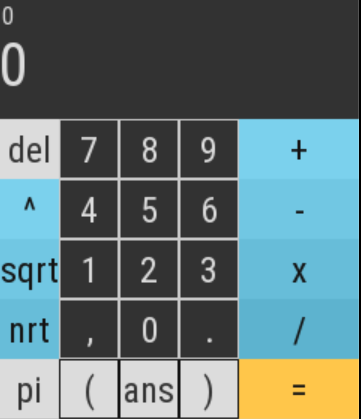 0
0
del 7 8 9 +
^ 4 5 6 -
sqrt 1 2 3 x
nrt , 0 . /
pi ( ans ) =